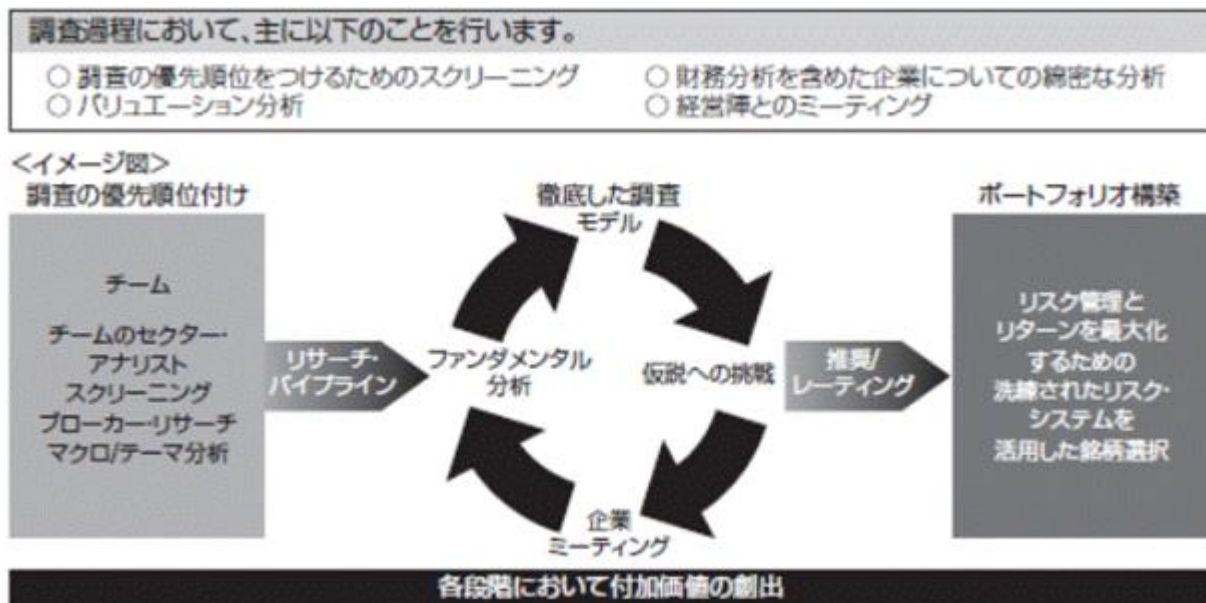 調査過程において、主に以下のことを行います。
○ 調査の優先順位をつけるためのスクリーニング
○ 財務分析を含めた企業についての綿密な分析
○ バリュエーション分析
○ 経営陣とのミーティング
<イメージ図>
調査の優先順位付け
チーム
チームのセクター・
アナリスト
スクリーニング
ブローカー・リサーチ
マクロ/テーマ分析
リサーチ・
パイプライン
徹底した調査
モデル
ファンダメンタル
分析
仮説への挑戦
企業
ミーティング
推奨/
レーティング
ポートフォリオ構築
リスク管理と
リターンを最大化
するための
洗練されたリスク・
システムを
活用した銘柄選択
各段階において付加価値の創出